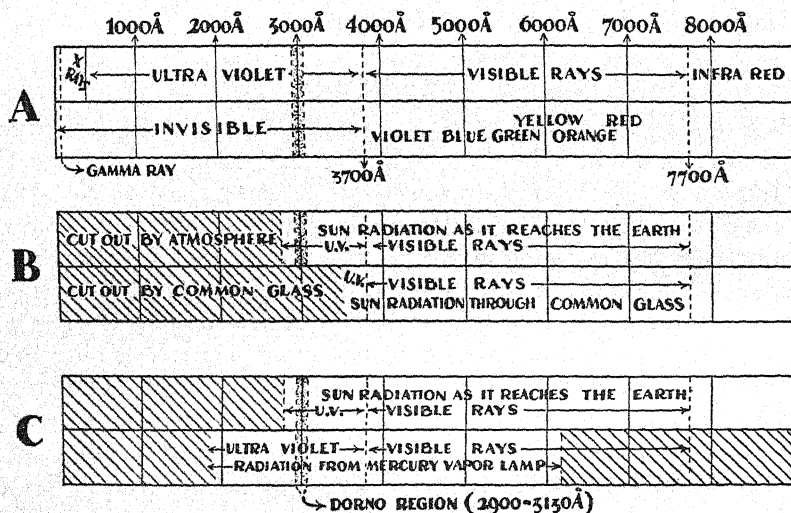 1000Å 2000Å 3000Å 4000Å 5000Å 6000Å 7000Å 8000Å
A
X RAY
ULTRA VIOLET
VISIBLE RAYS
INFRA RED
INVISIBLE
YELLOW RED
VIOLET BLUE GREEN ORANGE
GAMMA RAY
3700Å
7700Å
B
CUT OUT BY ATMOSPHERE
SUN RADIATION AS IT REACHES THE EARTH
U.V.
VISIBLE RAYS
CUT OUT BY COMMON GLASS
U.V.
VISIBLE RAYS
SUN RADIATION THROUGH COMMON GLASS
C
SUN RADIATION AS IT REACHES THE EARTH
U.V.
VISIBLE RAYS
ULTRA VIOLET
VISIBLE RAYS
RADIATION FROM MERCURY VAPOR LAMP
DORNO REGION (2900-3130Å)